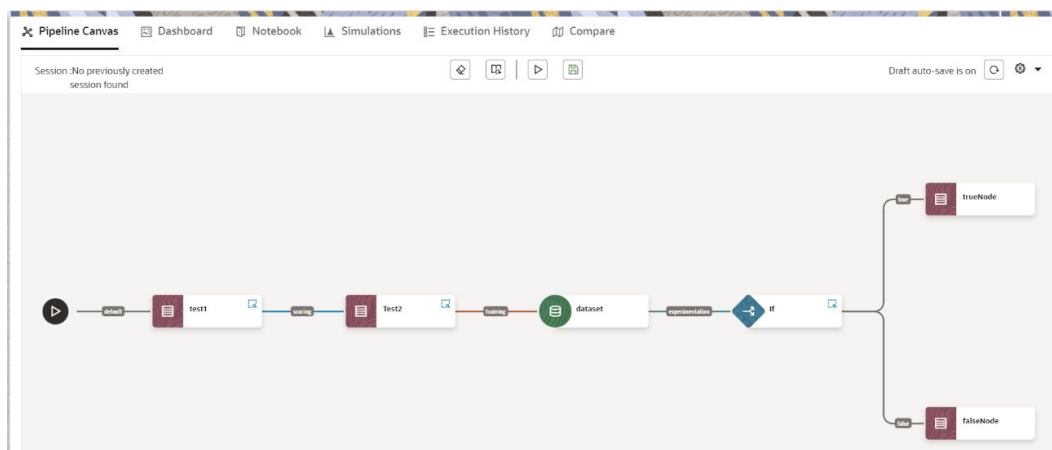 Pipeline Canvas
Dashboard
Notebook
Simulations
Execution History
Compare
Session :No previously created
session found
Draft auto-save is on
true
trueNode
default
test1
scoring
Test2
training
dataset
experimentation
If
false
falseNode